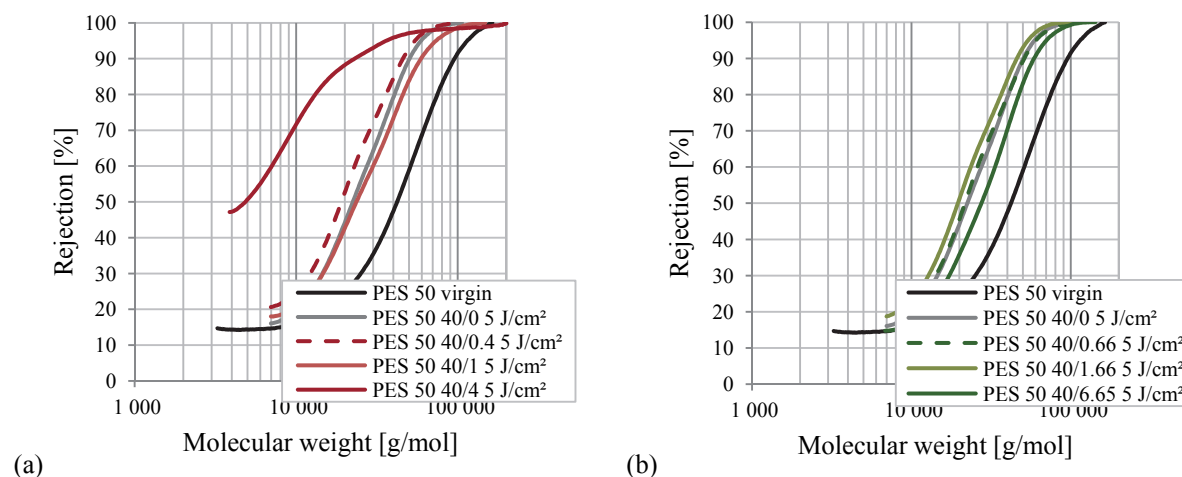 100
90
80
70
60
50
40
30
20
10
0
Rejection [%]
PES 50 virgin
PES 50 40/0 5 J/cm²
PES 50 40/0.4 5 J/cm²
PES 50 40/1 5 J/cm²
PES 50 40/4 5 J/cm²
1 000
10 000
100 000
Molecular weight [g/mol]
(a)
100
90
80
70
60
50
40
30
20
10
0
Rejection [%]
PES 50 virgin
PES 50 40/0 5 J/cm²
PES 50 40/0.66 5 J/cm²
PES 50 40/1.66 5 J/cm²
PES 50 40/6.65 5 J/cm²
1 000
10 000
100 000
Molecular weight [g/mol]
(b)